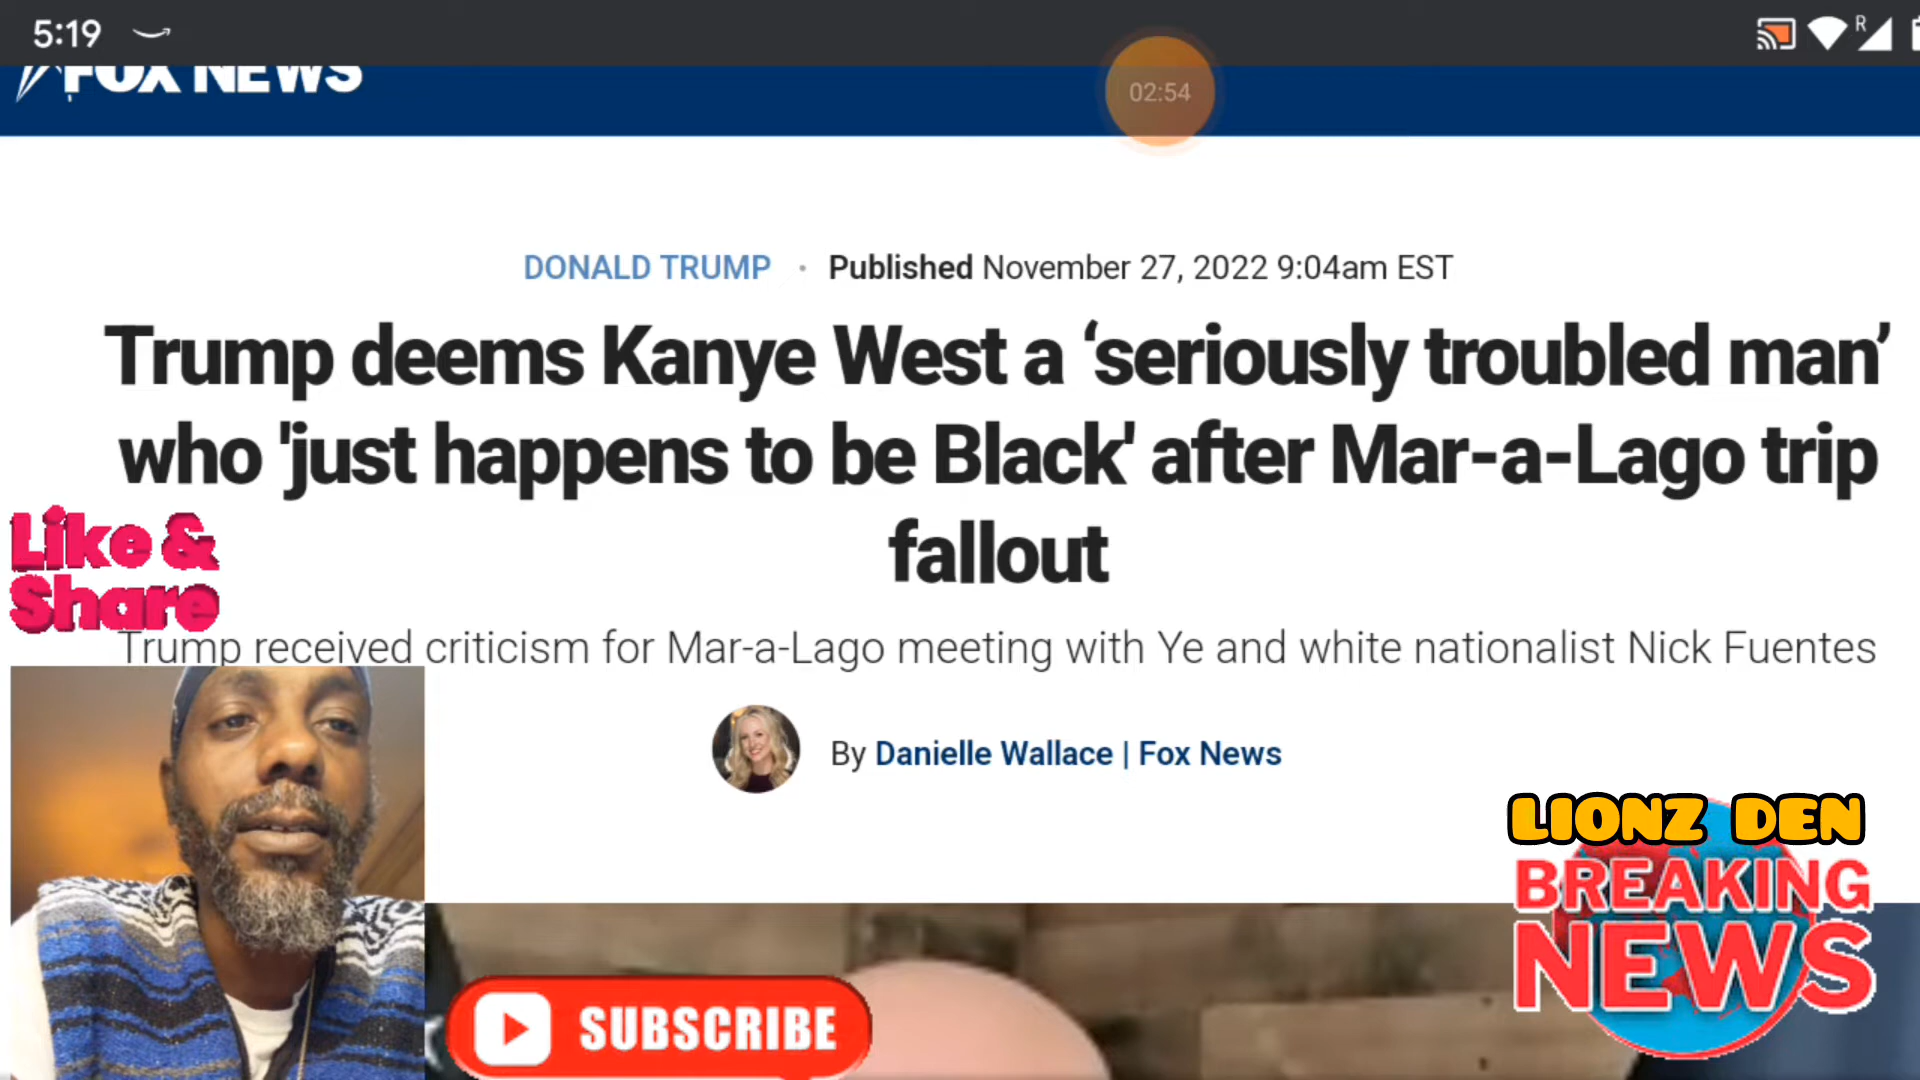 5:19
R
FOX NEWS
02:54
DONALD TRUMP · Published November 27, 2022 9:04am EST
Trump deems Kanye West a ‘seriously troubled man’
who 'just happens to be Black' after Mar-a-Lago trip
fallout
Like &
Share
Trump received criticism for Mar-a-Lago meeting with Ye and white nationalist Nick Fuentes
By Danielle Wallace | Fox News
LIONZ DEN
BREAKING
NEWS
SUBSCRIBE